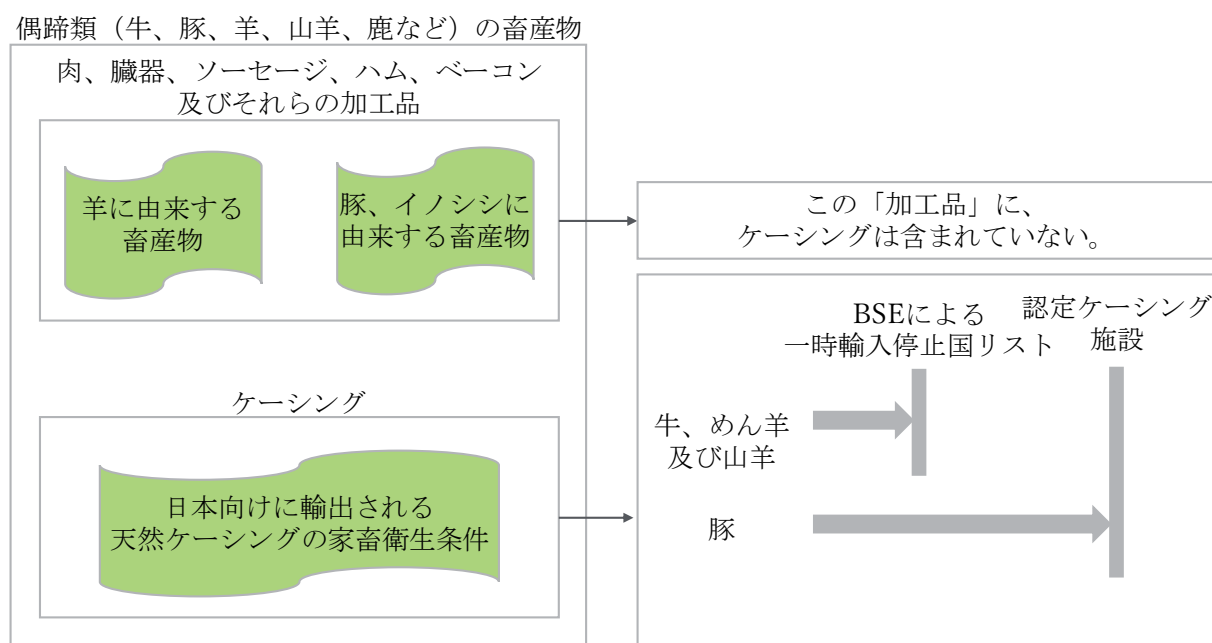 偶蹄類（牛、豚、羊、山羊、鹿など）の畜産物
肉、臓器、ソーセージ、ハム、ベーコン
及びそれらの加工品
羊に由来する
畜産物
豚、イノシシに
由来する畜産物
この「加工品」に、
ケーシングは含まれていない。
ケーシング
日本向けに輸出される
天然ケーシングの家畜衛生条件
BSEによる
一時輸入停止国リスト
認定ケーシング
施設
牛、めん羊
及び山羊
豚